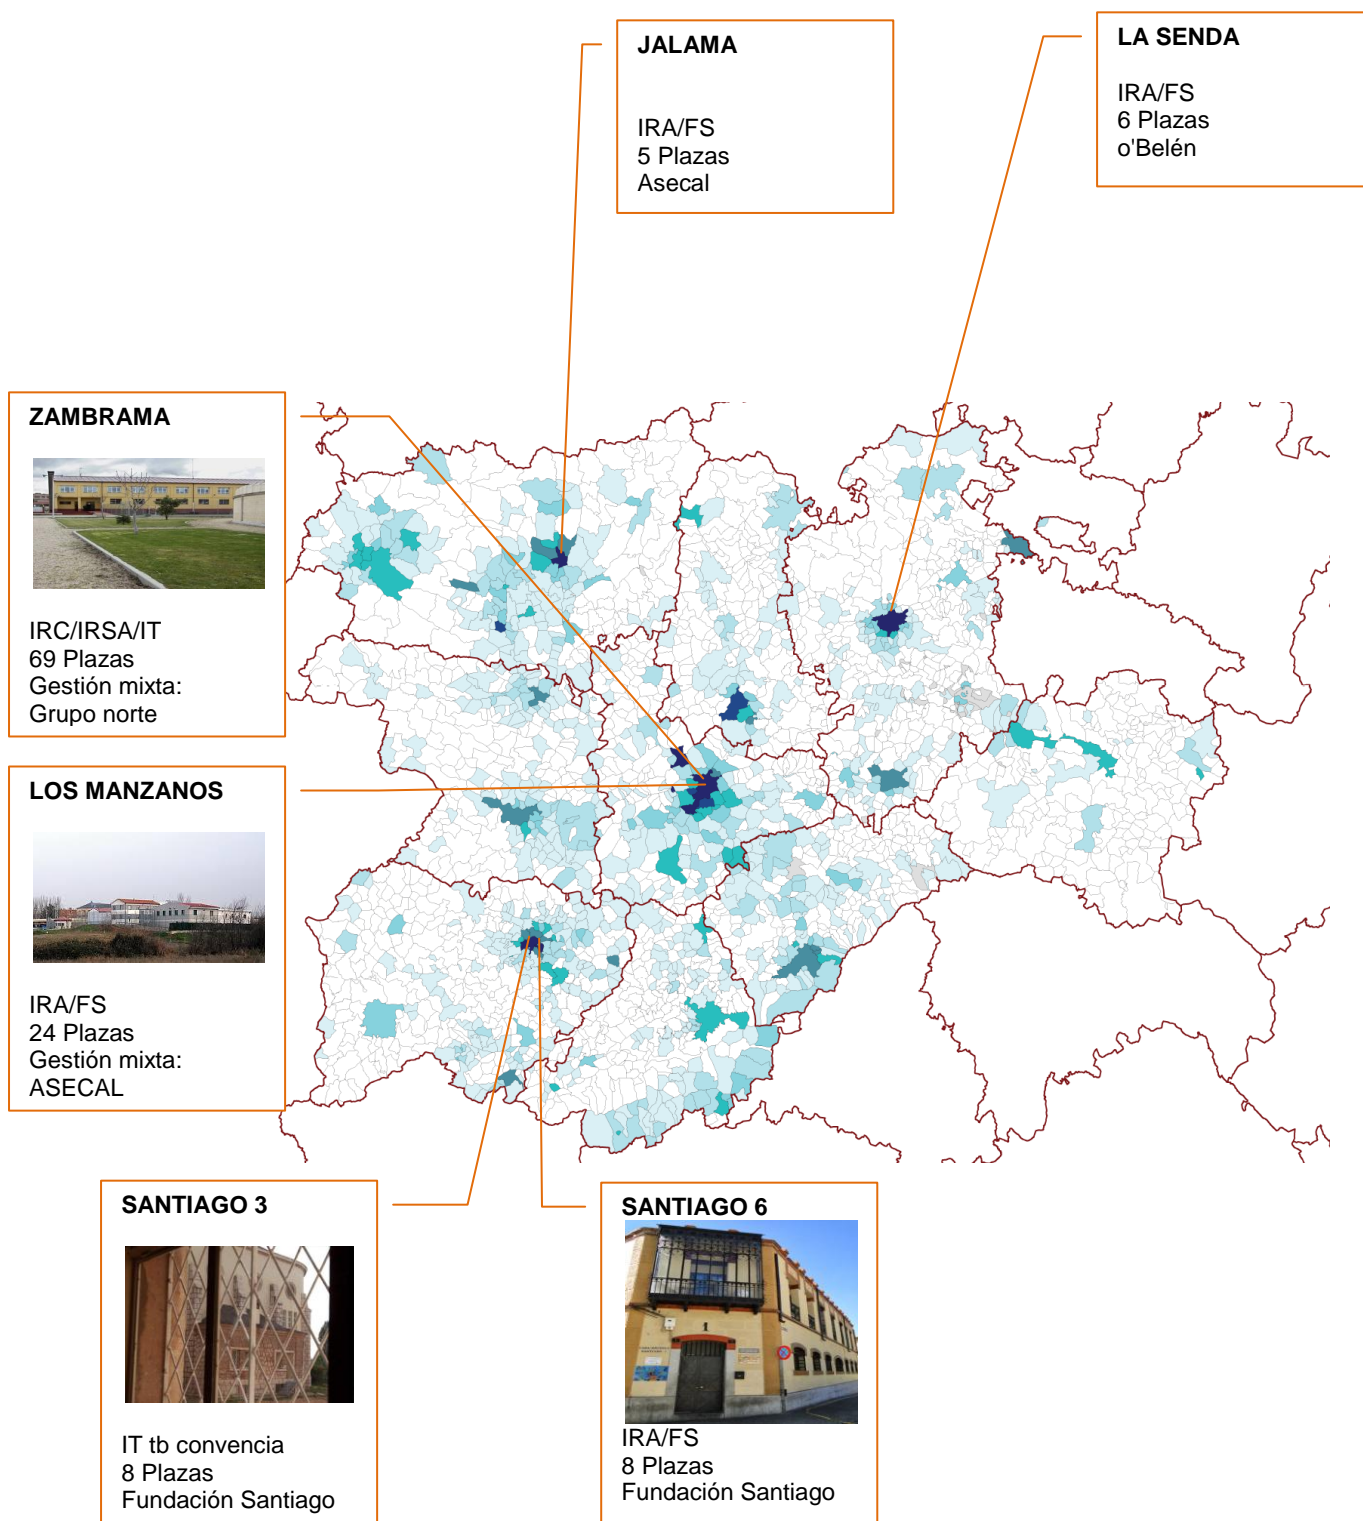 JALAMA
IRA/FS
5 Plazas
Asecal
LA SENDA
IRA/FS
6 Plazas
o'Belén
ZAMBRAMA
IRC/IRSA/IT
69 Plazas
Gestión mixta:
Grupo norte
LOS MANZANOS
IRA/FS
24 Plazas
Gestión mixta:
ASECAL
SANTIAGO 3
IT tb convencia
8 Plazas
Fundación Santiago
SANTIAGO 6
1
IRA/FS
8 Plazas
Fundación Santiago